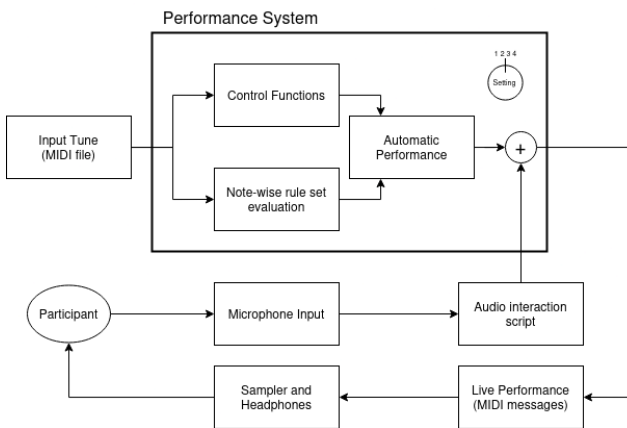 Performance System
1 2 3 4
Setting
Control Functions
Input Tune
(MIDI file)
Automatic
Performance
+
Note-wise rule set
evaluation
Participant
Microphone Input
Audio interaction
script
Sampler and
Headphones
Live Performance
(MIDI messages)